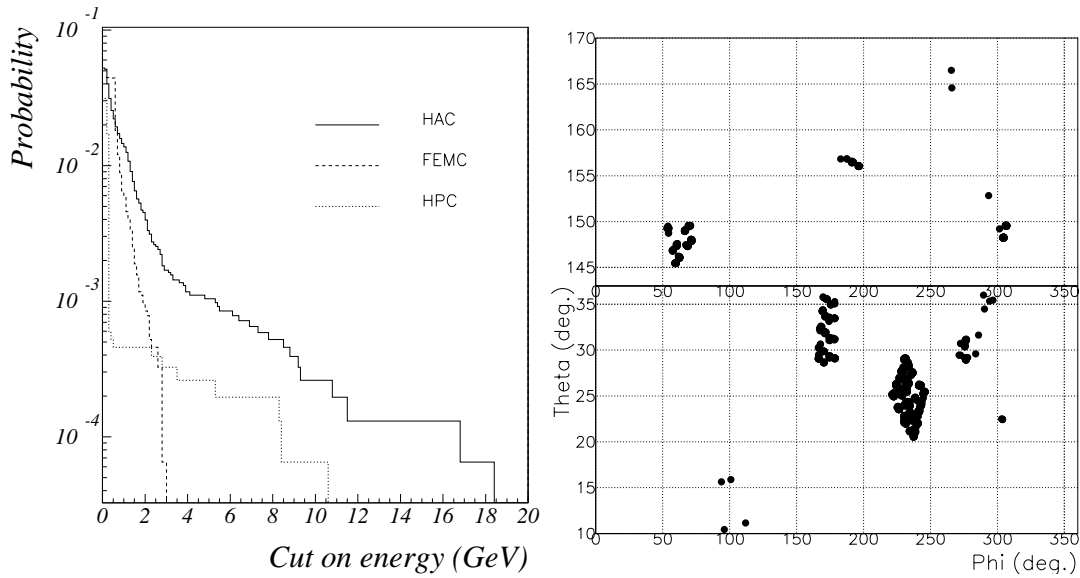 Probability
10 -1
10 -2
10 -3
10 -4
HAC
FEMC
HPC
0 2 4 6 8 10 12 14 16 18 20
Cut on energy (GeV)
Theta (deg.)
170
165
160
155
150
145
0 50 100 150 200 250 300 350
35
30
25
20
15
10
0 50 100 150 200 250 300 350
Phi (deg.)